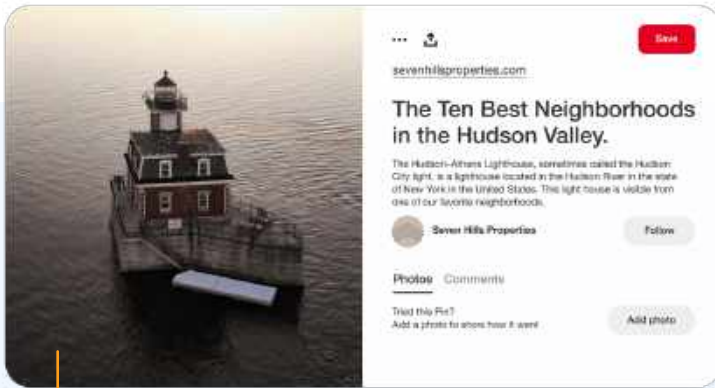 Save
sevenhillsproperties.com
The Ten Best Neighborhoods
in the Hudson Valley.
The Hudson–Athens Lighthouse, sometimes called the Hudson
City light, is a lighthouse located in the Hudson River in the state
of New York in the United States. This light house is visible from
one of our favorite neighborhoods.
Seven Hills Properties
Follow
Photos Comments
Tried this Pin?
Add a photo to show how it went
Add photo